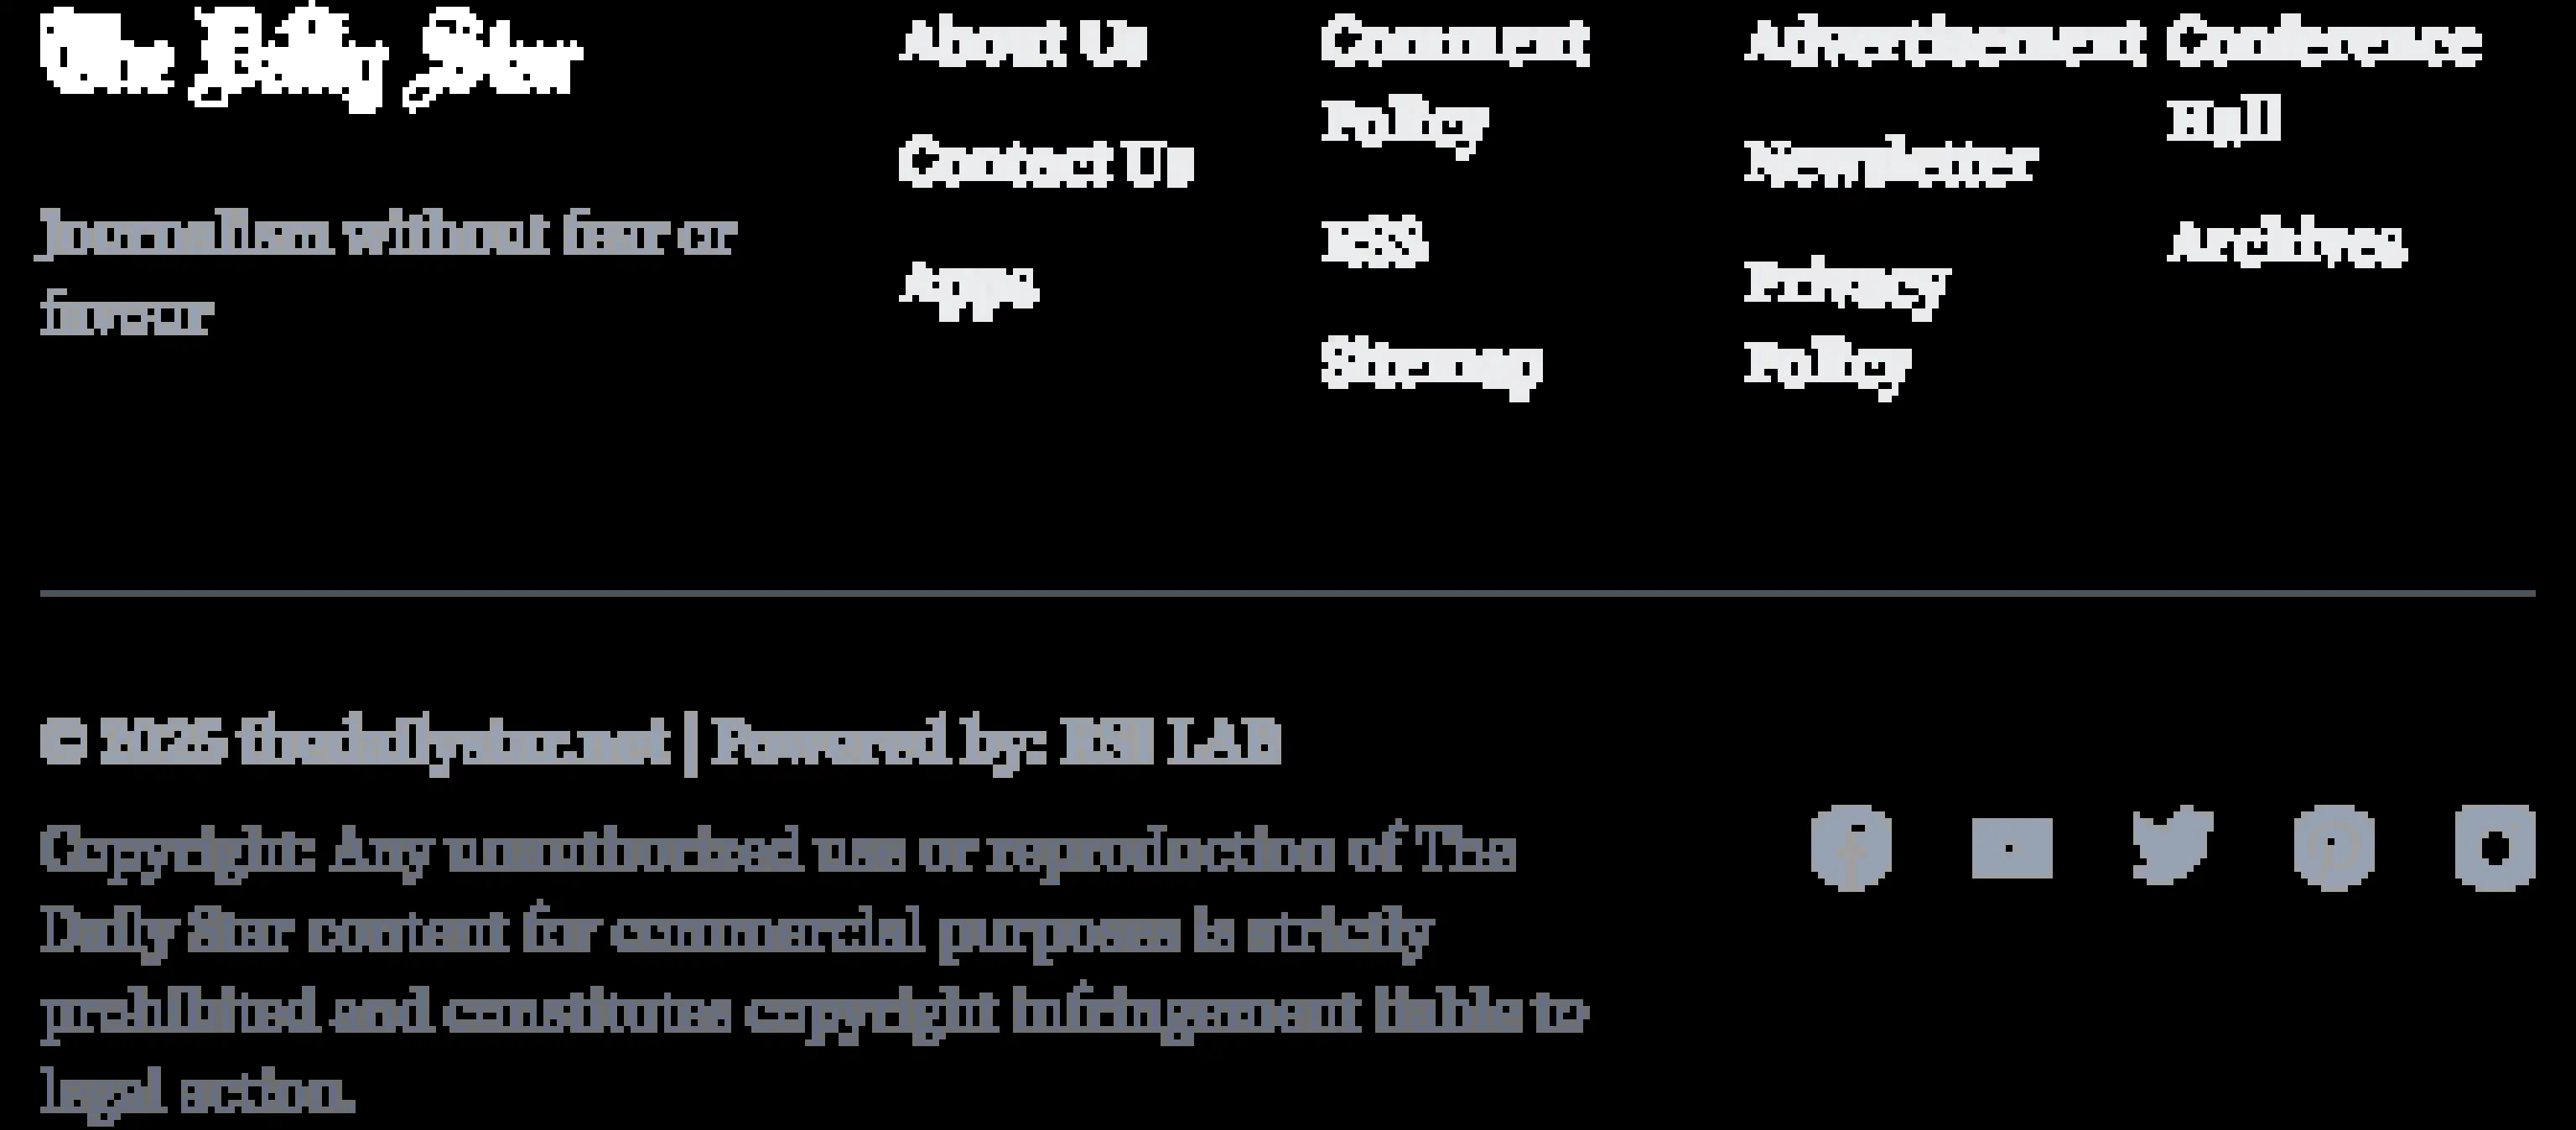 The Daily Star
Journalism without fear or
favour
About Us
Contact Us
Apps
Comment
Policy
RSS
Sitemap
Advertisement
Newsletter
Privacy
Policy
Conference
Hall
Archives
© 2025 thedailystar.net | Powered by: RSI LAB
Copyright: Any unauthorized use or reproduction of The
Daily Star content for commercial purposes is strictly
prohibited and constitutes copyright infringement liable to
legal action.